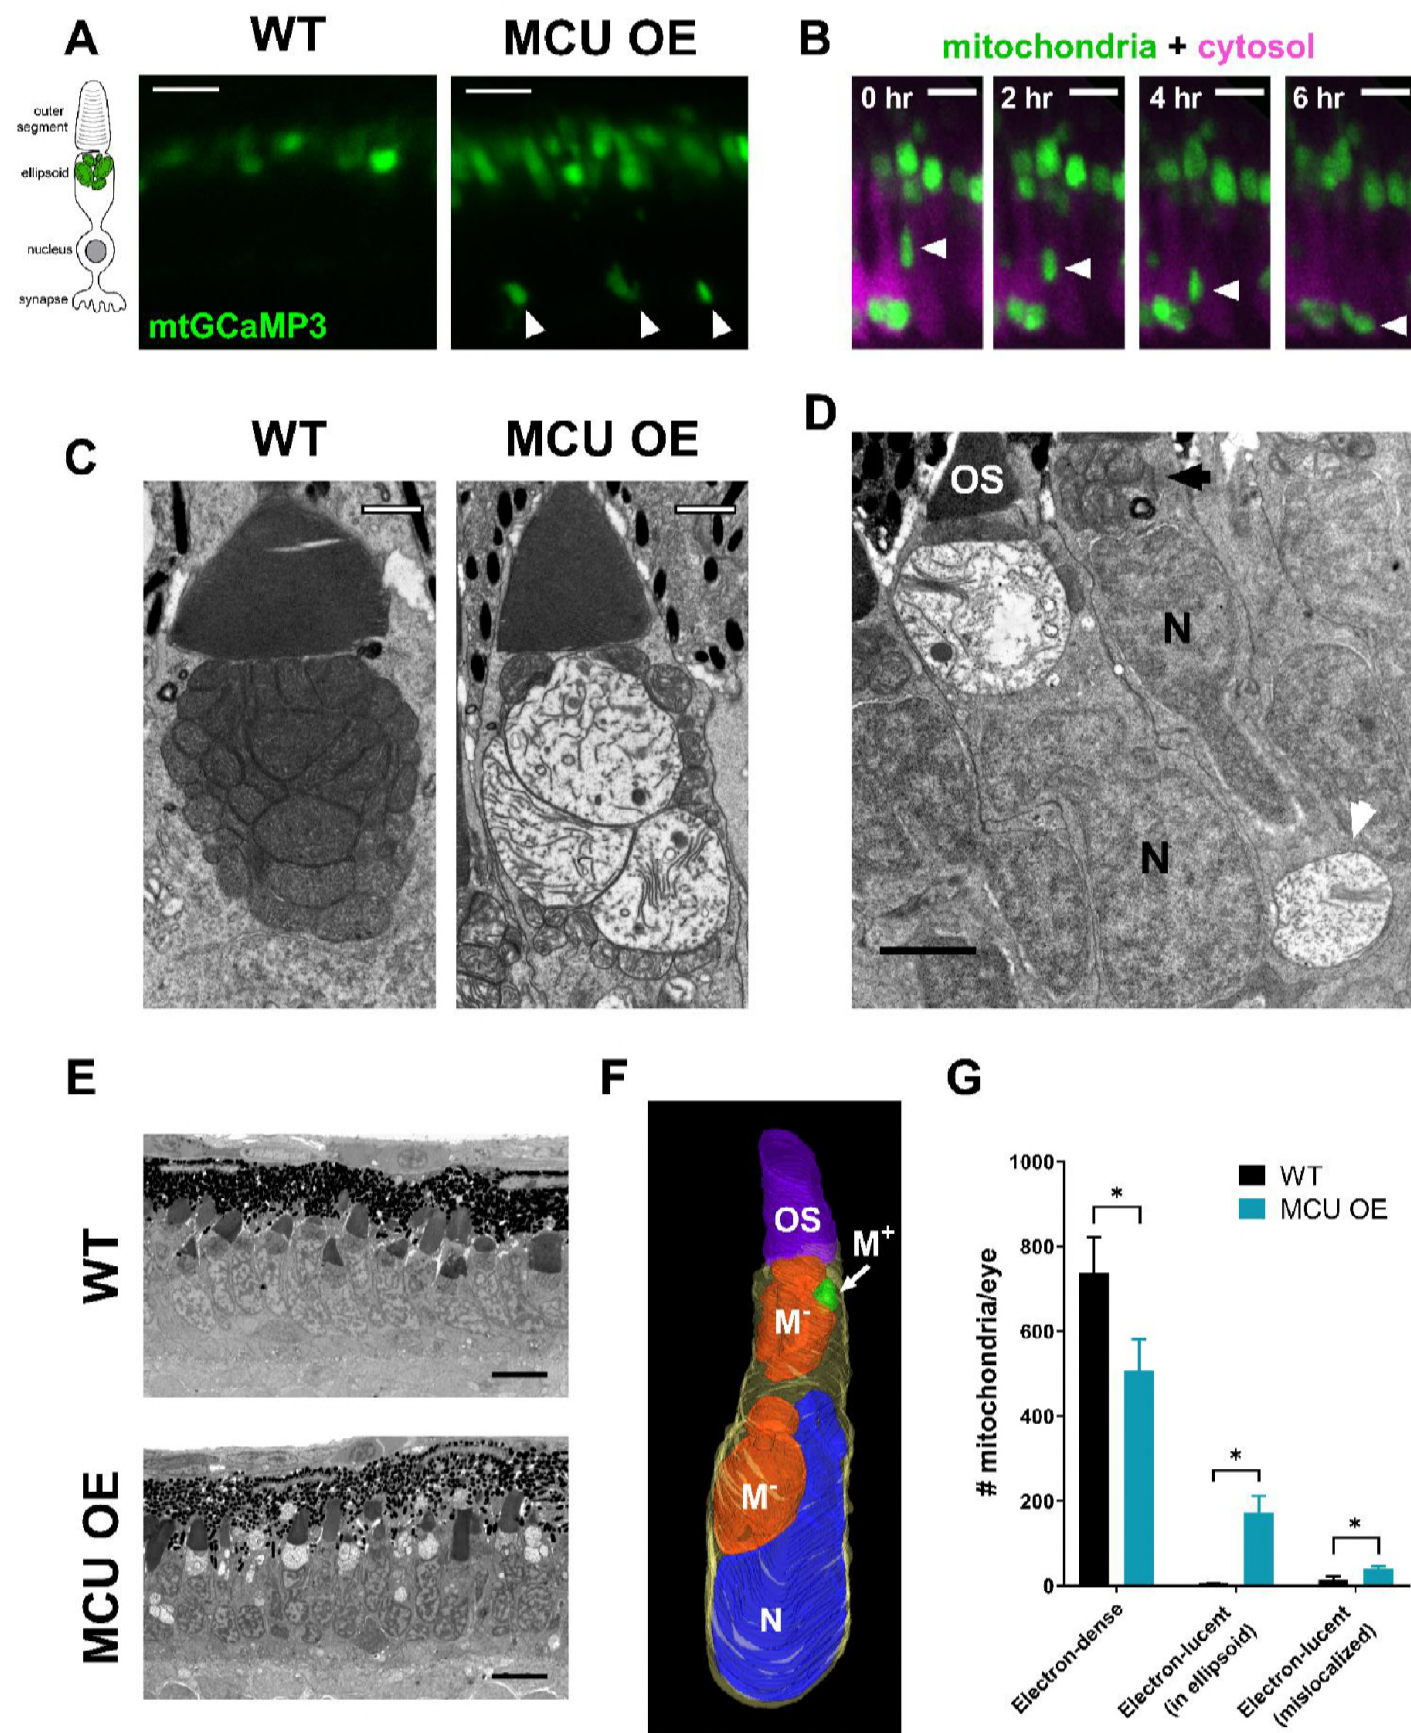 A
WT
MCU OE
outer
segment
ellipsoid
nucleus
synapse
mtGCaMP3
B
mitochondria + cytosol
0 hr
2 hr
4 hr
6 hr
C
WT
MCU OE
D
OS
N
N
E
WT
MCU OE
F
OS
M+
M-
M-
N
G
# mitochondria/eye
1000
800
600
400
200
0
WT
MCU OE
*
*
*
Electron-dense
Electron-lucent
(in ellipsoid)
Electron-lucent
(mislocalized)